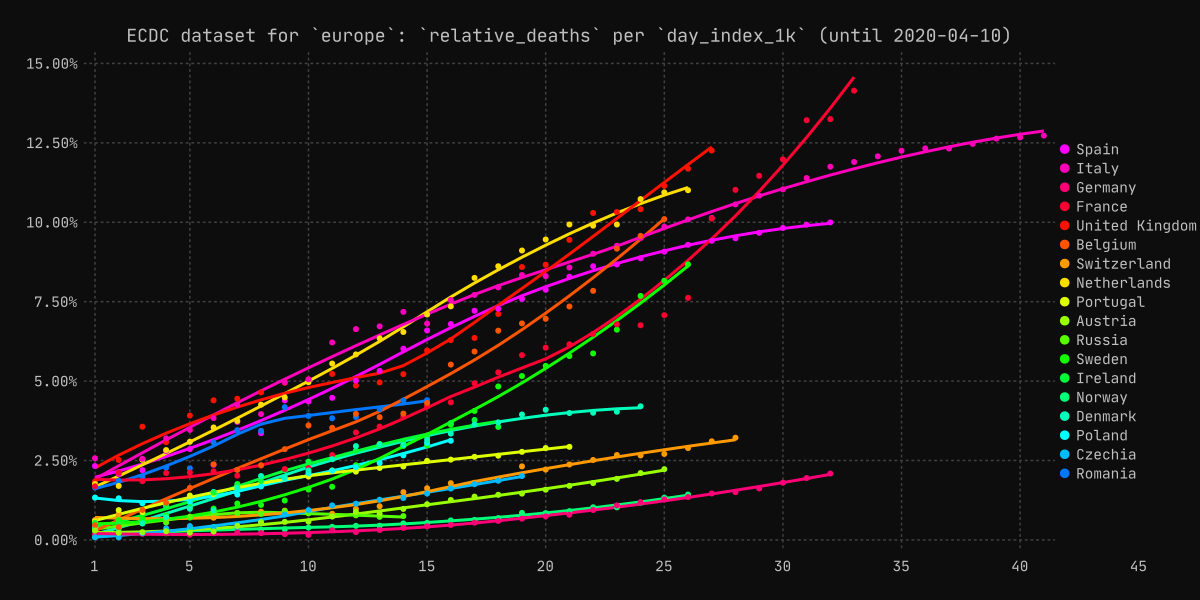 ECDC dataset for `europe`: `relative_deaths` per `day_index_1k` (until 2020-04-10)
15.00%
12.50%
10.00%
7.50%
5.00%
2.50%
0.00%
1 5 10 15 20 25 30 35 40 45
Spain
Italy
Germany
France
United Kingdom
Belgium
Switzerland
Netherlands
Portugal
Austria
Russia
Sweden
Ireland
Norway
Denmark
Poland
Czechia
Romania